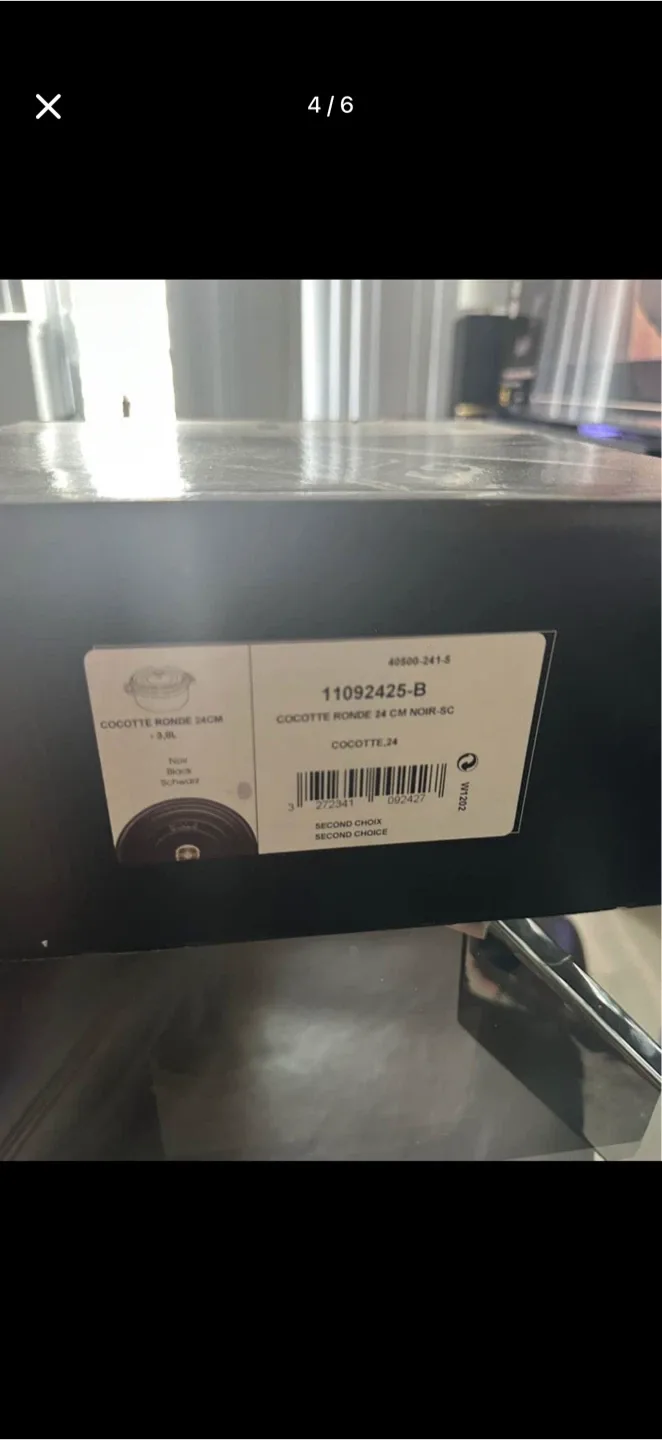 4 / 6
COCOTTE RONDE 24CM
- 3,8L
Noir
Black
Schwarz
40500-241-5
11092425-B
COCOTTE RONDE 24 CM NOIR-SC
COCOTTE,24
3 272341 092427
W1202
SECOND CHOIX
SECOND CHOICE